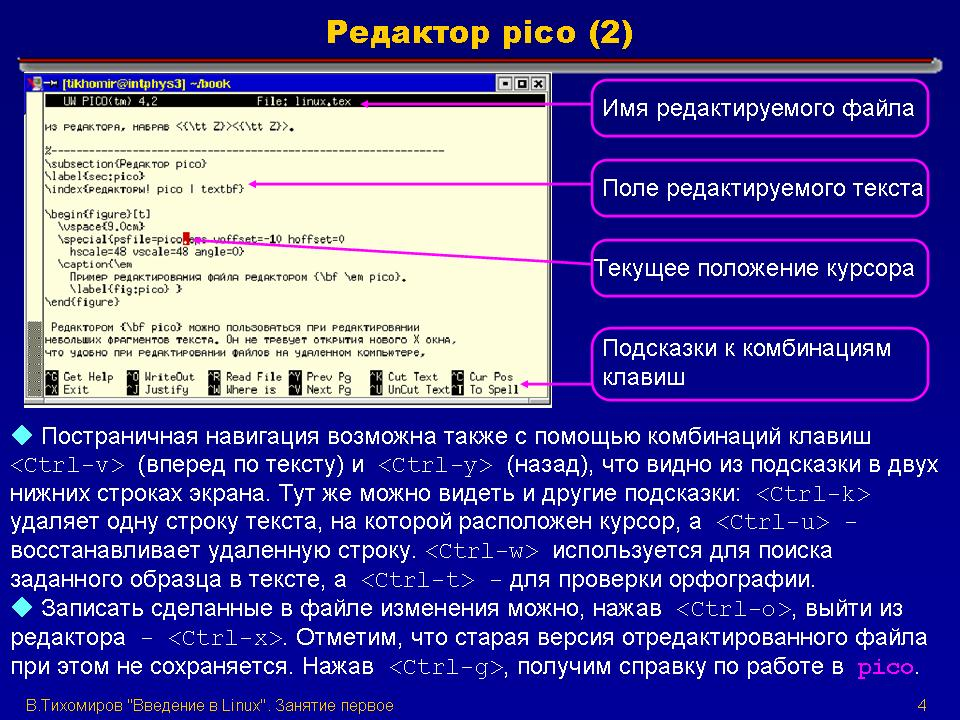 Редактор pico (2)
[tikhomir@intphys3] ~/book
UW PICO(tm) 4.2 File: linux.tex
из редактора, набрав <{\tt Z}><{\tt Z}>.
%------------------------------------------------------------
\subsection{Редактор pico}
\label{sec:pico}
\index{редакторы! pico | textbf}
\begin{figure}[t]
\vspace{9.0cm}
\special{psfile=pico.eps voffset=-10 hoffset=0
hscale=48 vscale=48 angle=0}
\caption{\em
Пример редактирования файла редактором {\bf \em pico}.
\label{fig:pico} }
\end{figure}
Редактором {\bf pico} можно пользоваться при редактировании
небольших фрагментов текста. Он не требует открытия нового X окна,
что удобно при редактировании файлов на удаленном компьютере,
^G Get Help ^O WriteOut ^R Read File ^Y Prev Pg ^K Cut Text ^C Cur Pos
^X Exit ^J Justify ^W Where is ^V Next Pg ^U UnCut Text ^T To Spell
Имя редактируемого файла
Поле редактируемого текста
Текущее положение курсора
Подсказки к комбинациям
клавиш
◆ Постраничная навигация возможна также с помощью комбинаций клавиш
<Ctrl-v> (вперед по тексту) и <Ctrl-y> (назад), что видно из подсказки в двух
нижних строках экрана. Тут же можно видеть и другие подсказки: <Ctrl-k>
удаляет одну строку текста, на которой расположен курсор, а <Ctrl-u> -
восстанавливает удаленную строку. <Ctrl-w> используется для поиска
заданного образца в тексте, а <Ctrl-t> - для проверки орфографии.
◆ Записать сделанные в файле изменения можно, нажав <Ctrl-o>, выйти из
редактора - <Ctrl-x>. Отметим, что старая версия отредактированного файла
при этом не сохраняется. Нажав <Ctrl-g>, получим справку по работе в pico.
В.Тихомиров "Введение в Linux". Занятие первое 4